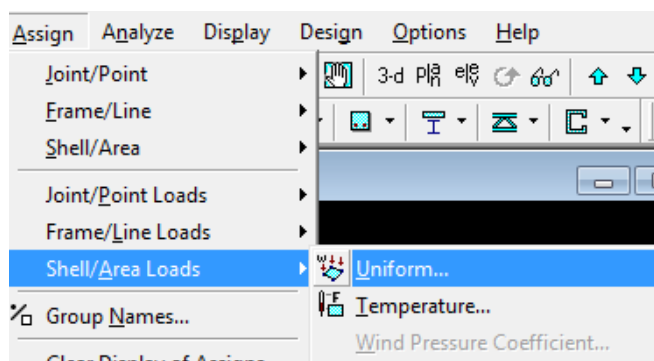 Assign Analyze Display Design Options Help
Joint/Point
3-d
Frame/Line
Shell/Area
Joint/Point Loads
Frame/Line Loads
Shell/Area Loads
Uniform...
Temperature...
Group Names...
Wind Pressure Coefficient...